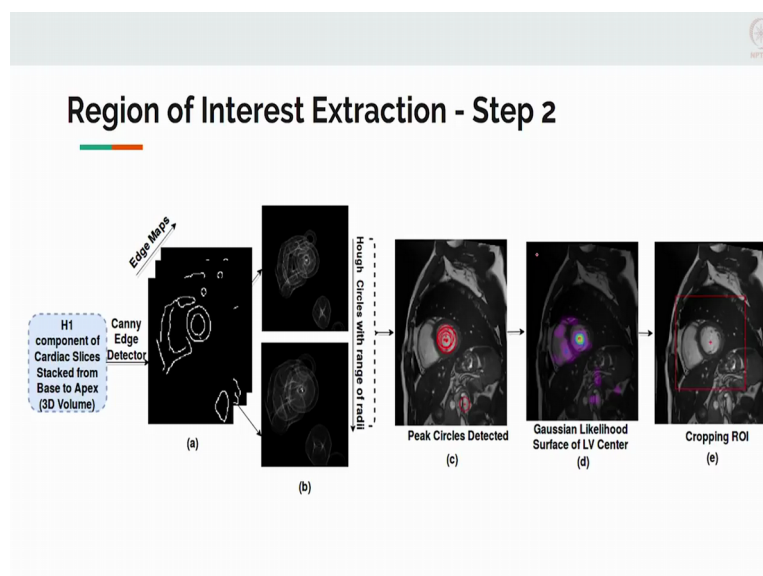 Region of Interest Extraction - Step 2
H1
component of
Cardiac Slices
Stacked from
Base to Apex
(3D Volume)
Canny
Edge
Detector
Edge Maps
(a)
(b)
Hough Circles with range of radii
Peak Circles Detected
(c)
Gaussian Likelihood
Surface of LV Center
(d)
Cropping ROI
(e)